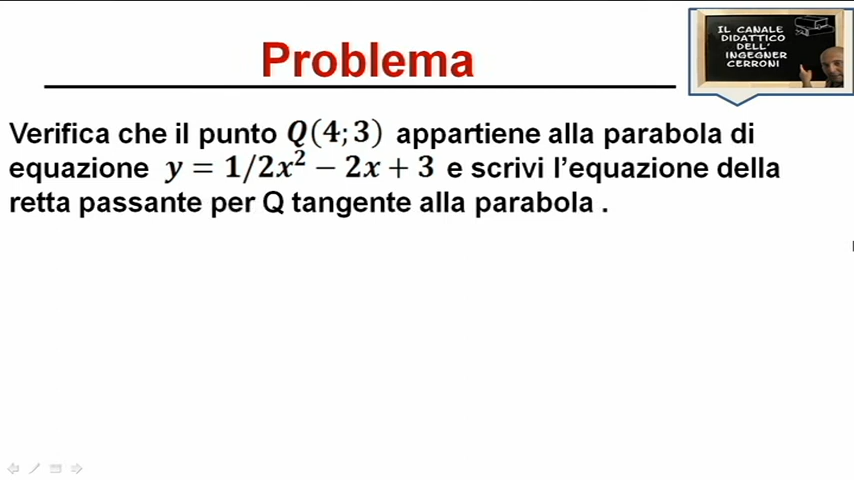 Problema
IL CANALE
DIDATTICO
DELL'
INGEGNER
CERRONI
Verifica che il punto Q(4;3) appartiene alla parabola di
equazione y = 1/2x² − 2x + 3 e scrivi l'equazione della
retta passante per Q tangente alla parabola .